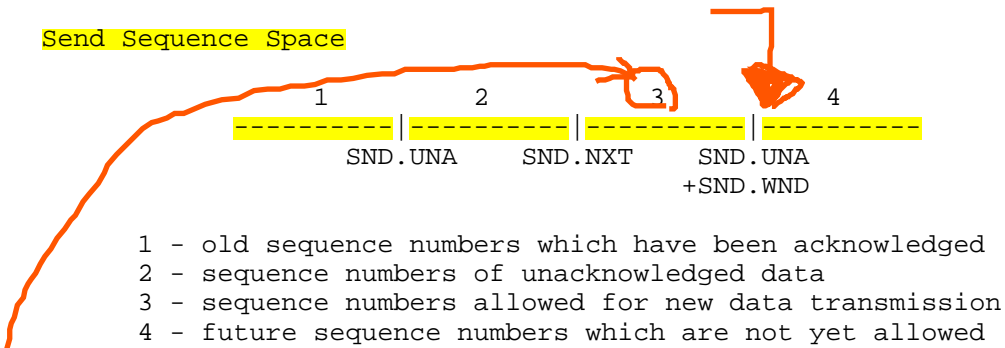 Send Sequence Space
1 2 3 4
----------|----------|----------|----------
SND.UNA SND.NXT SND.UNA
+SND.WND
1 - old sequence numbers which have been acknowledged
2 - sequence numbers of unacknowledged data
3 - sequence numbers allowed for new data transmission
4 - future sequence numbers which are not yet allowed